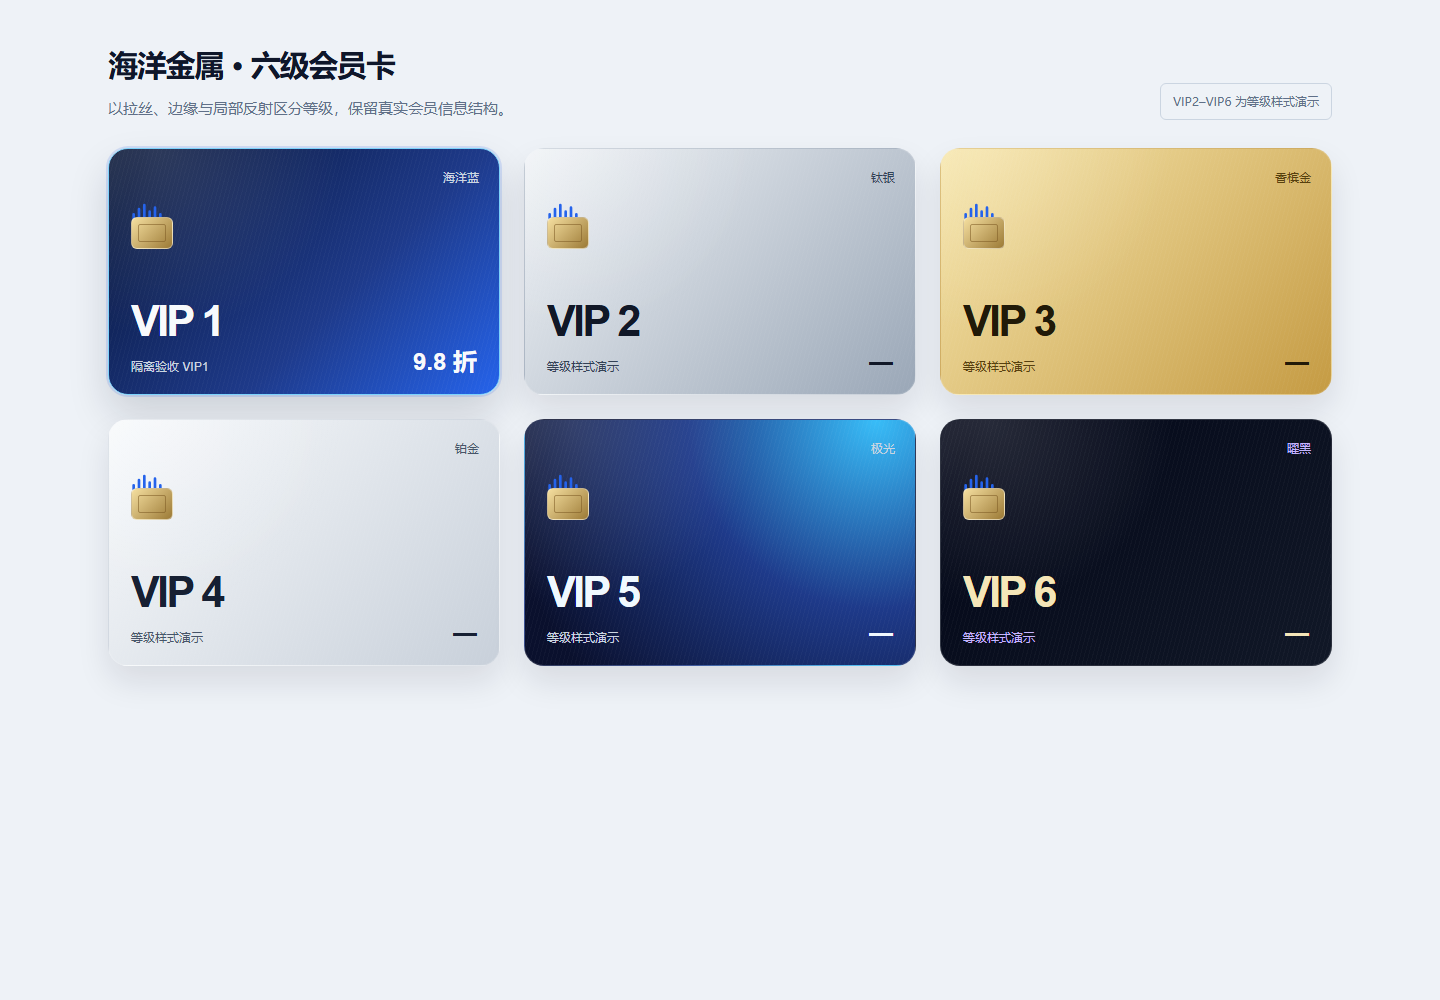 海洋金属 • 六级会员卡
以拉丝、边缘与局部反射区分等级，保留真实会员信息结构。
VIP2–VIP6 为等级样式演示
海洋蓝
VIP 1
隔离验收 VIP1
9.8 折
钛银
VIP 2
等级样式演示
—
香槟金
VIP 3
等级样式演示
—
铂金
VIP 4
等级样式演示
—
极光
VIP 5
等级样式演示
—
曜黑
VIP 6
等级样式演示
—